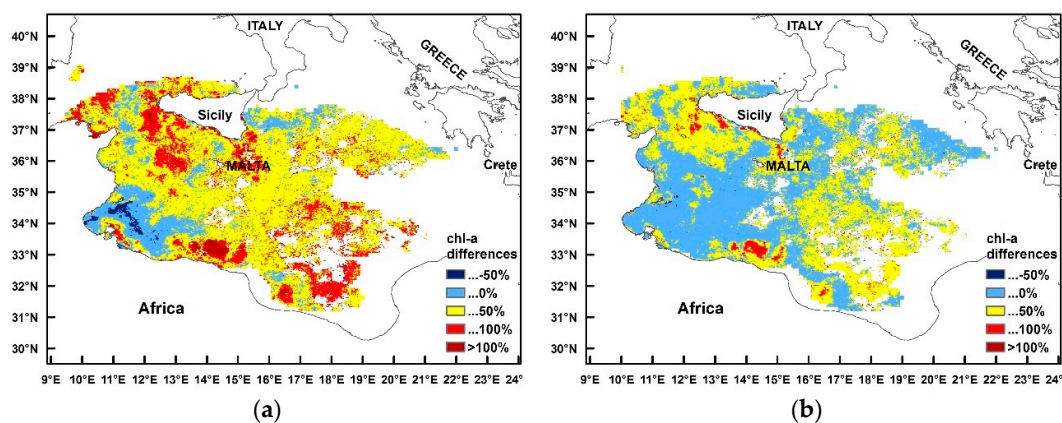 40°N
39°N
38°N
37°N
36°N
35°N
34°N
33°N
32°N
31°N
30°N
ITALY
GREECE
Sicily
MALTA
Crete
Africa
chl-a
differences
...-50%
...0%
...50%
...100%
>100%
9°E 10°E 11°E 12°E 13°E 14°E 15°E 16°E 17°E 18°E 19°E 20°E 21°E 22°E 23°E 24°E
(a)
40°N
39°N
38°N
37°N
36°N
35°N
34°N
33°N
32°N
31°N
30°N
ITALY
GREECE
Sicily
MALTA
Crete
Africa
chl-a
differences
...-50%
...0%
...50%
...100%
>100%
9°E 10°E 11°E 12°E 13°E 14°E 15°E 16°E 17°E 18°E 19°E 20°E 21°E 22°E 23°E 24°
(b)